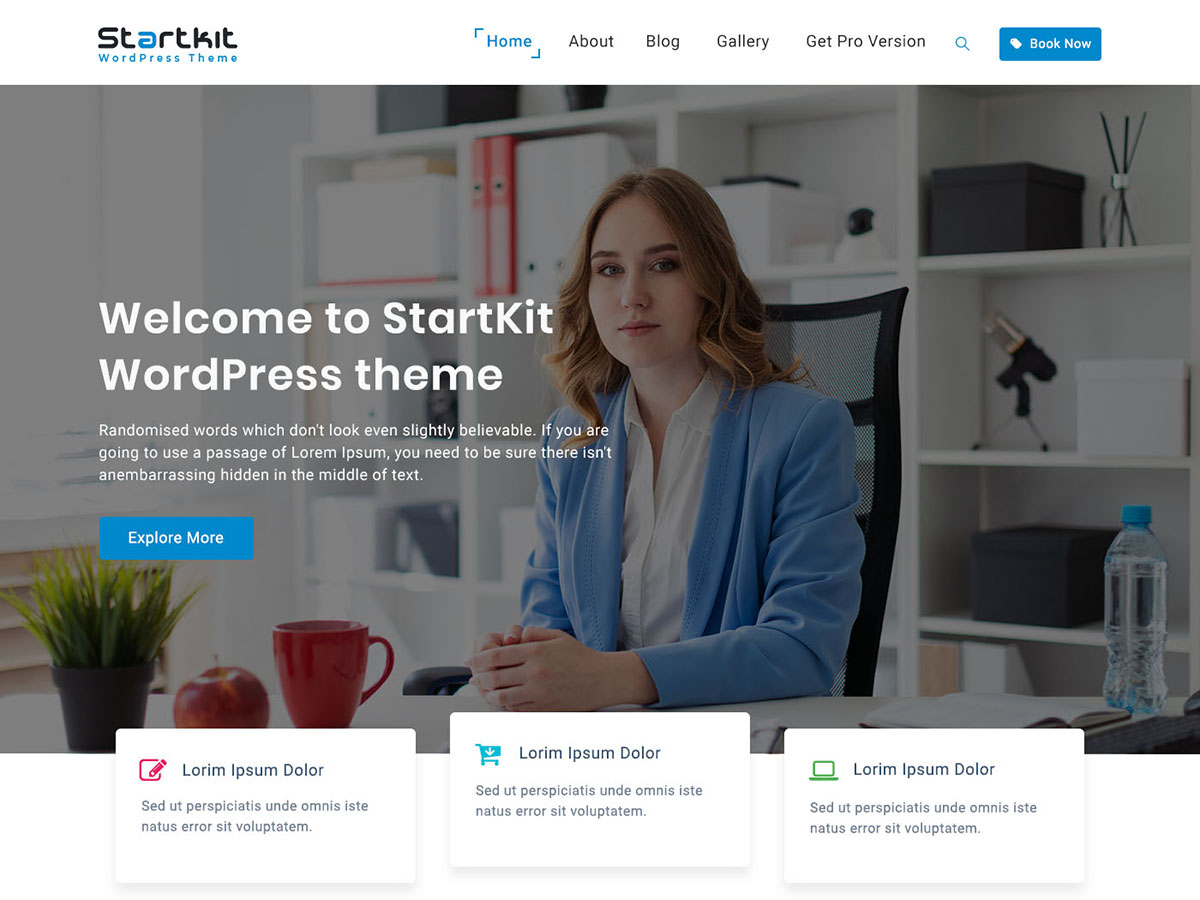 Startkit
WordPress Theme
Home
About
Blog
Gallery
Get Pro Version
Book Now
Welcome to StartKit
WordPress theme
Randomised words which don't look even slightly believable. If you are
going to use a passage of Lorem Ipsum, you need to be sure there isn't
anembarrassing hidden in the middle of text.
Explore More
Lorim Ipsum Dolor
Sed ut perspiciatis unde omnis iste
natus error sit voluptatem.
Lorim Ipsum Dolor
Sed ut perspiciatis unde omnis iste
natus error sit voluptatem.
Lorim Ipsum Dolor
Sed ut perspiciatis unde omnis iste
natus error sit voluptatem.